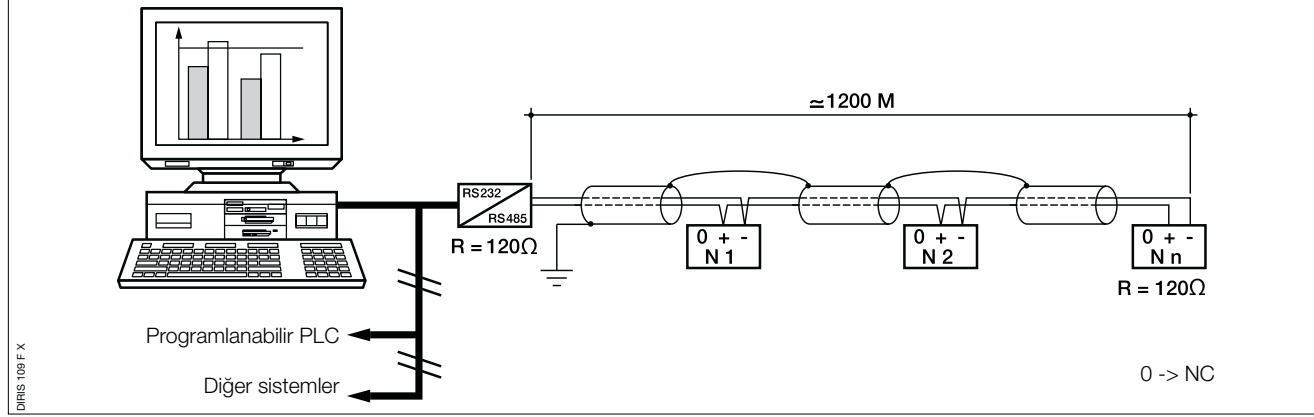 ≃1200 M
RS232
RS485
R = 120Ω
0 + -
N 1
0 + -
N 2
0 + -
N n
R = 120Ω
Programlanabilir PLC
Diğer sistemler
0 -> NC
DIRIS 109 F X